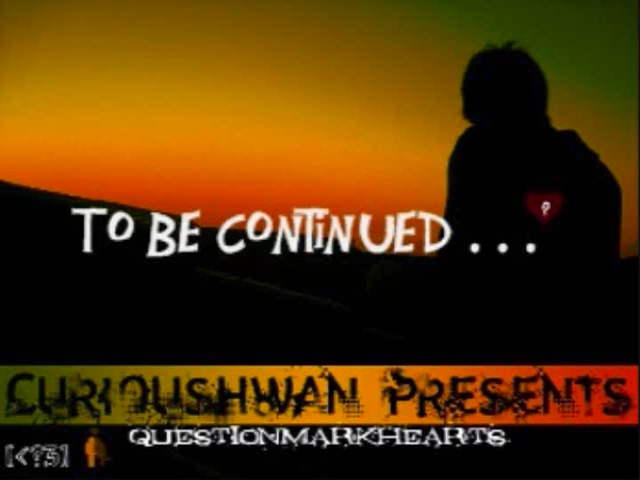 ?
TO BE CONTINUED...
CURIOUSHWAN PRESENTS
QUESTIONMARKHEARTS
[<?3]